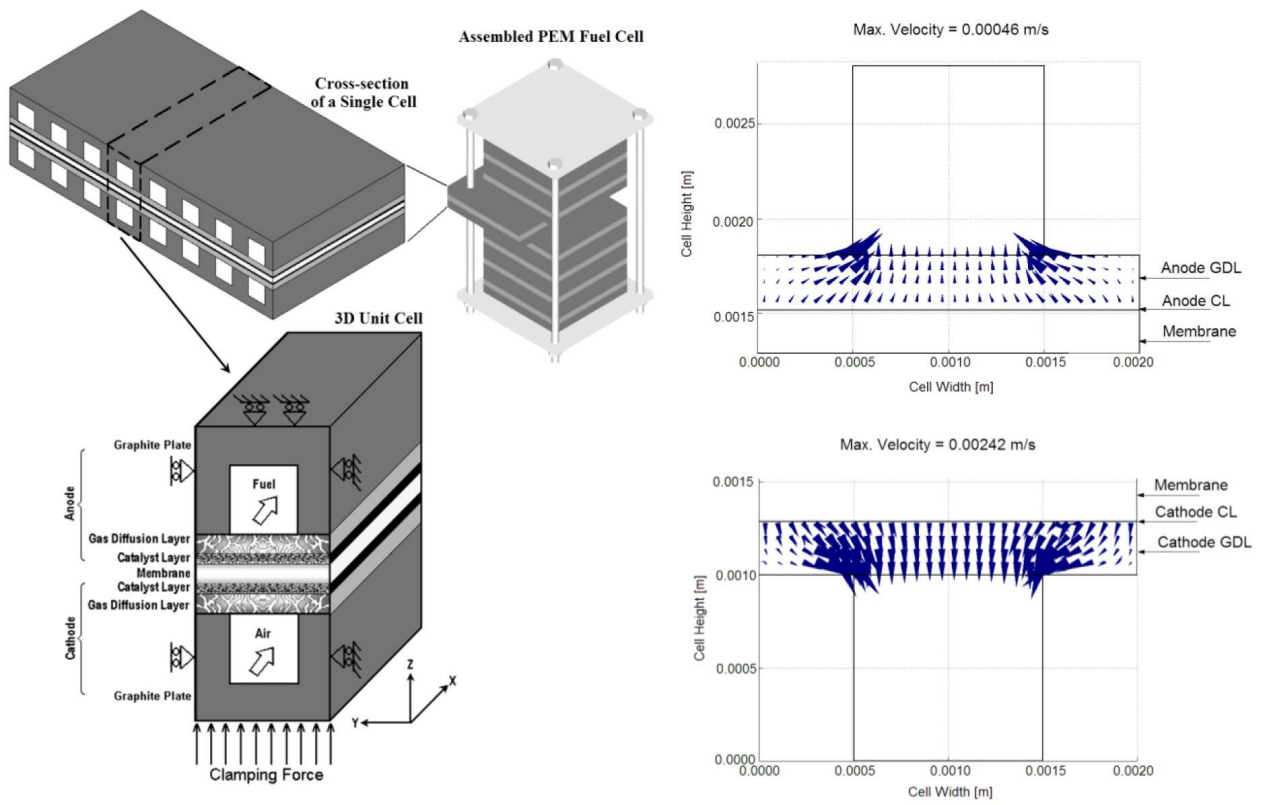 Assembled PEM Fuel Cell
Cross-section
of a Single Cell
3D Unit Cell
Graphite Plate
Anode
Fuel
Gas Diffusion Layer
Catalyst Layer
Membrane
Catalyst Layer
Gas Diffusion Layer
Cathode
Air
Graphite Plate
Z
X
Y
Clamping Force
Max. Velocity = 0.00046 m/s
Cell Height [m]
0.0025
0.0020
0.0015
Anode GDL
Anode CL
Membrane
0.0000 0.0005 0.0010 0.0015 0.0020
Cell Width [m]
Max. Velocity = 0.00242 m/s
Cell Height [m]
0.0015
0.0010
0.0005
0.0000
Membrane
Cathode CL
Cathode GDL
0.0000 0.0005 0.0010 0.0015 0.0020
Cell Width [m]